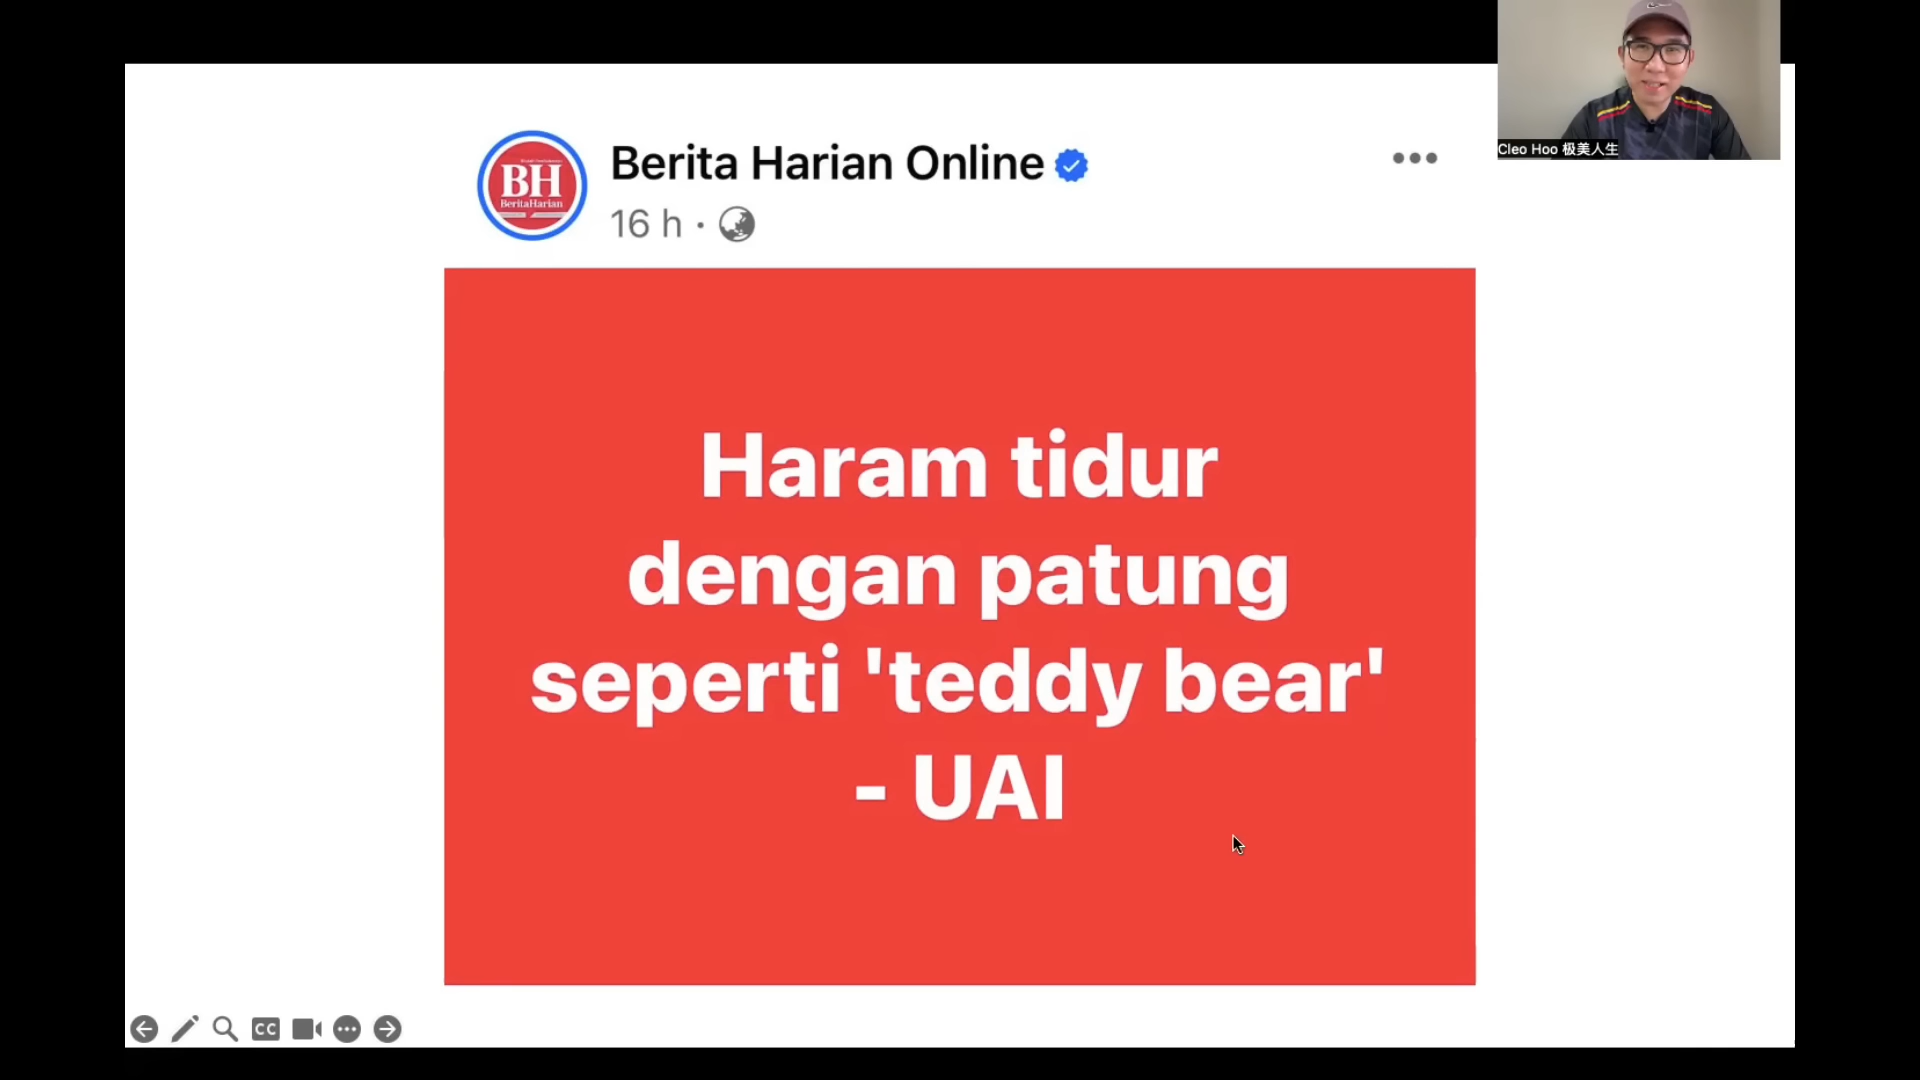 Cleo Hoo 极美人生
BH
BeritaHarian
Berita Harian Online
16 h ·
Haram tidur
dengan patung
seperti 'teddy bear'
- UAI
CC